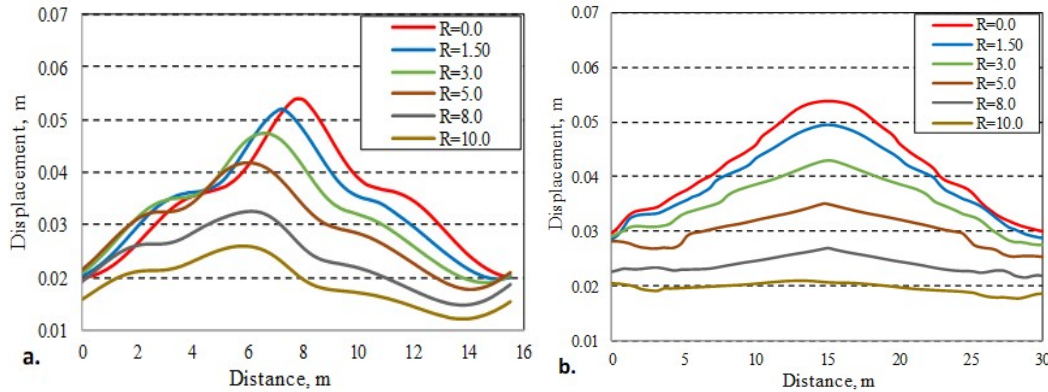 0.07
0.06
0.05
0.04
0.03
0.02
0.01
Displacement, m
R=0.0
R=1.50
R=3.0
R=5.0
R=8.0
R=10.0
0 2 4 6 8 10 12 14 16
Distance, m
a.
0.07
0.06
0.05
0.04
0.03
0.02
0.01
Displacement, m
R=0.0
R=1.50
R=3.0
R=5.0
R=8.0
R=10.0
0 5 10 15 20 25 30
Distance, m
b.